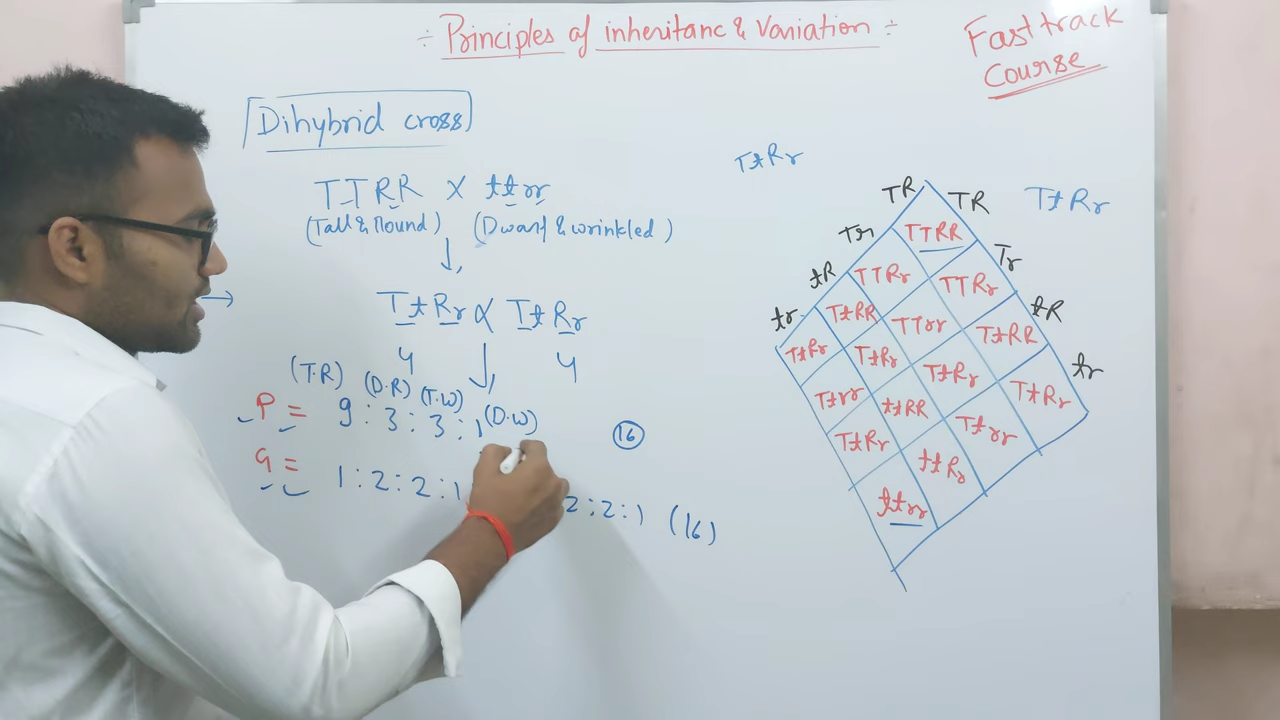 ÷ Principles of inheritanc & Variation ÷
Fast track
Course
Dihybrid cross
TTRR X ttrr
(Tall & Round) (Dwarf & wrinkled)
TtRr X TtRr
4 4
(T.R) (D.R) (T.W) (D.W)
P = 9 : 3 : 3 : 1
G = 1 : 2 : 2 : 1 2 : 2 : 1 (16)
16
TtRr
TtRr
TR TR
Tr Tr
tR tR
tr tr
TTRR
TTRr TTRr
TtRR TTrr TtRR
TtRr TtRr TtRr TtRr
Ttrr ttRR Ttrr
TtRr ttRr
ttrr